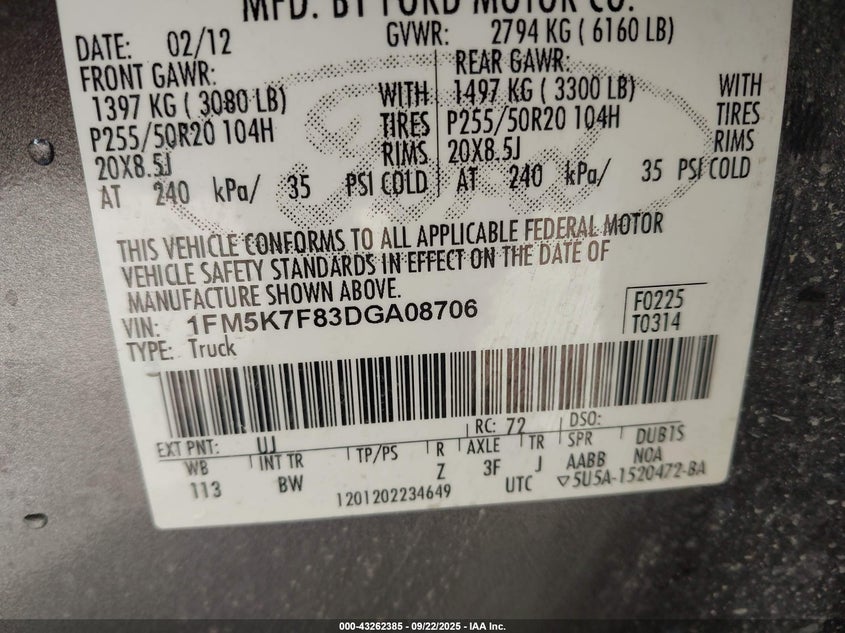 MFD. BY FORD MOTOR CO.
DATE: 02/12 GVWR: 2794 KG ( 6160 LB)
FRONT GAWR: REAR GAWR:
1397 KG ( 3080 LB) WITH 1497 KG ( 3300 LB) WITH
P255/50R20 104H TIRES P255/50R20 104H TIRES
20X8.5J RIMS 20X8.5J RIMS
AT 240 kPa/ 35 PSI COLD AT 240 kPa/ 35 PSI COLD
Ford
THIS VEHICLE CONFORMS TO ALL APPLICABLE FEDERAL MOTOR
VEHICLE SAFETY STANDARDS IN EFFECT ON THE DATE OF
MANUFACTURE SHOWN ABOVE.
VIN: 1FM5K7F83DGA08706 F0225
TYPE: Truck T0314
EXT PNT: UJ RC: 72 DSO:
WB INT TR TP/PS R AXLE TR SPR DUB1S
113 BW Z 3F J AABB NOA
1201202234649 UTC ▽5U5A-1520472-BA
000-43262385 - 09/22/2025 - IAA Inc.